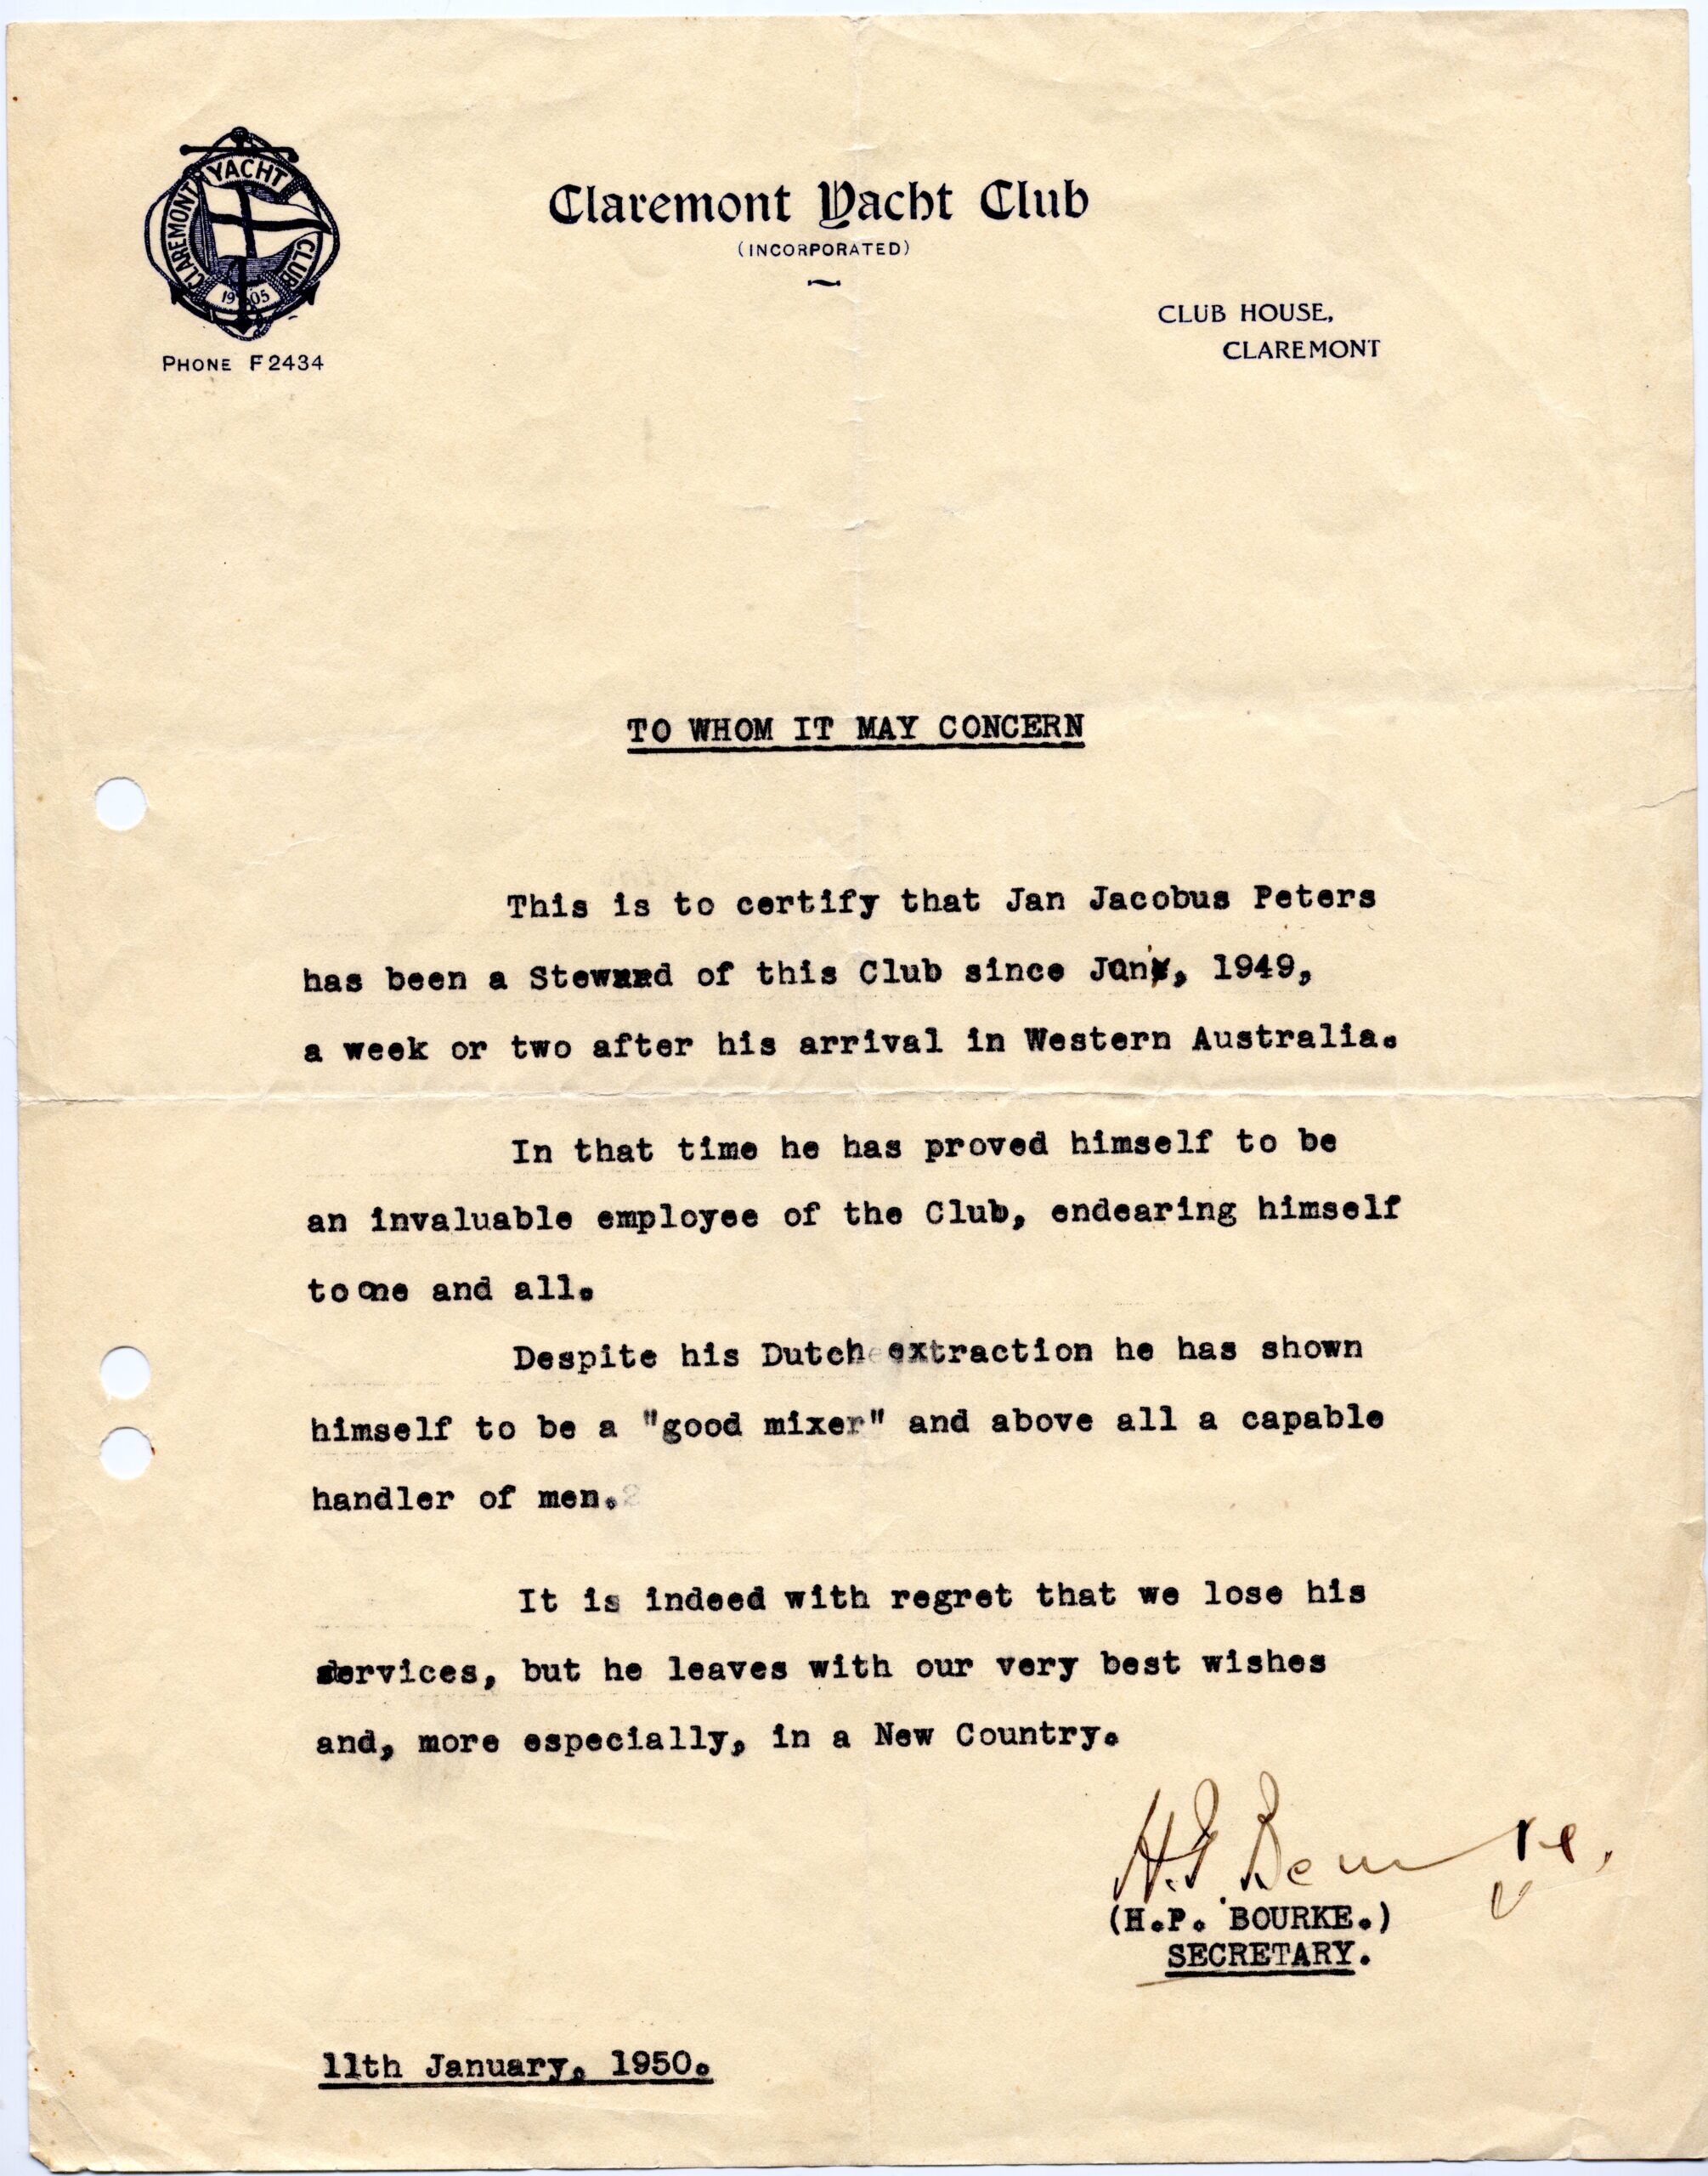 CLAREMONT YACHT CLUB
1905
PHONE F2434
Claremont Yacht Club
(INCORPORATED)
CLUB HOUSE,
CLAREMONT
TO WHOM IT MAY CONCERN
This is to certify that Jan Jacobus Peters
has been a Steward of this Club since , 1949,
a week or two after his arrival in Western Australia.
In that time he has proved himself to be
an invaluable employee of the Club, endearing himself
to one and all.
Despite his Dutch extraction he has shown
himself to be a "good mixer" and above all a capable
handler of men.
It is indeed with regret that we lose his
services, but he leaves with our very best wishes
and, more especially, in a New Country.
(H.P. BOURKE.)
SECRETARY.
11th January, 1950.